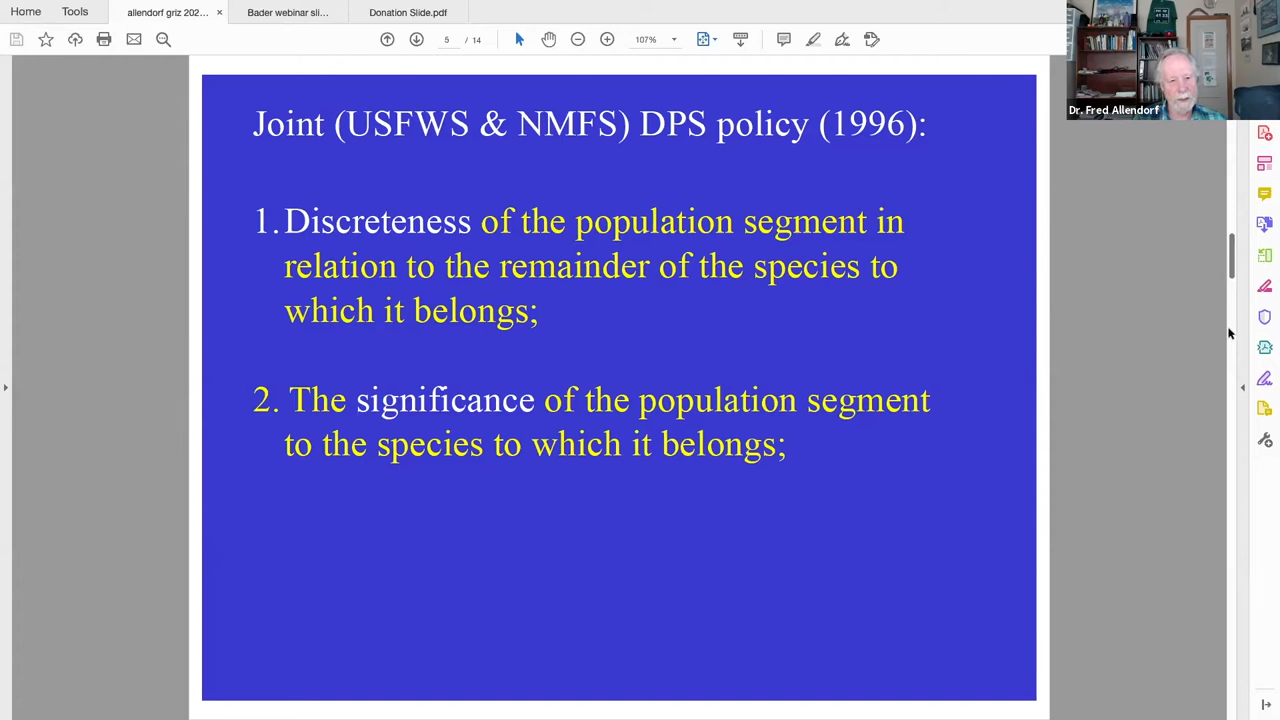 Home
Tools
allendorf griz 202...
×
Bader webinar sli...
Donation Slide.pdf
5 / 14
107%
Dr. Fred Allendorf
Joint (USFWS & NMFS) DPS policy (1996):
1. Discreteness of the population segment in
relation to the remainder of the species to
which it belongs;
2. The significance of the population segment
to the species to which it belongs;